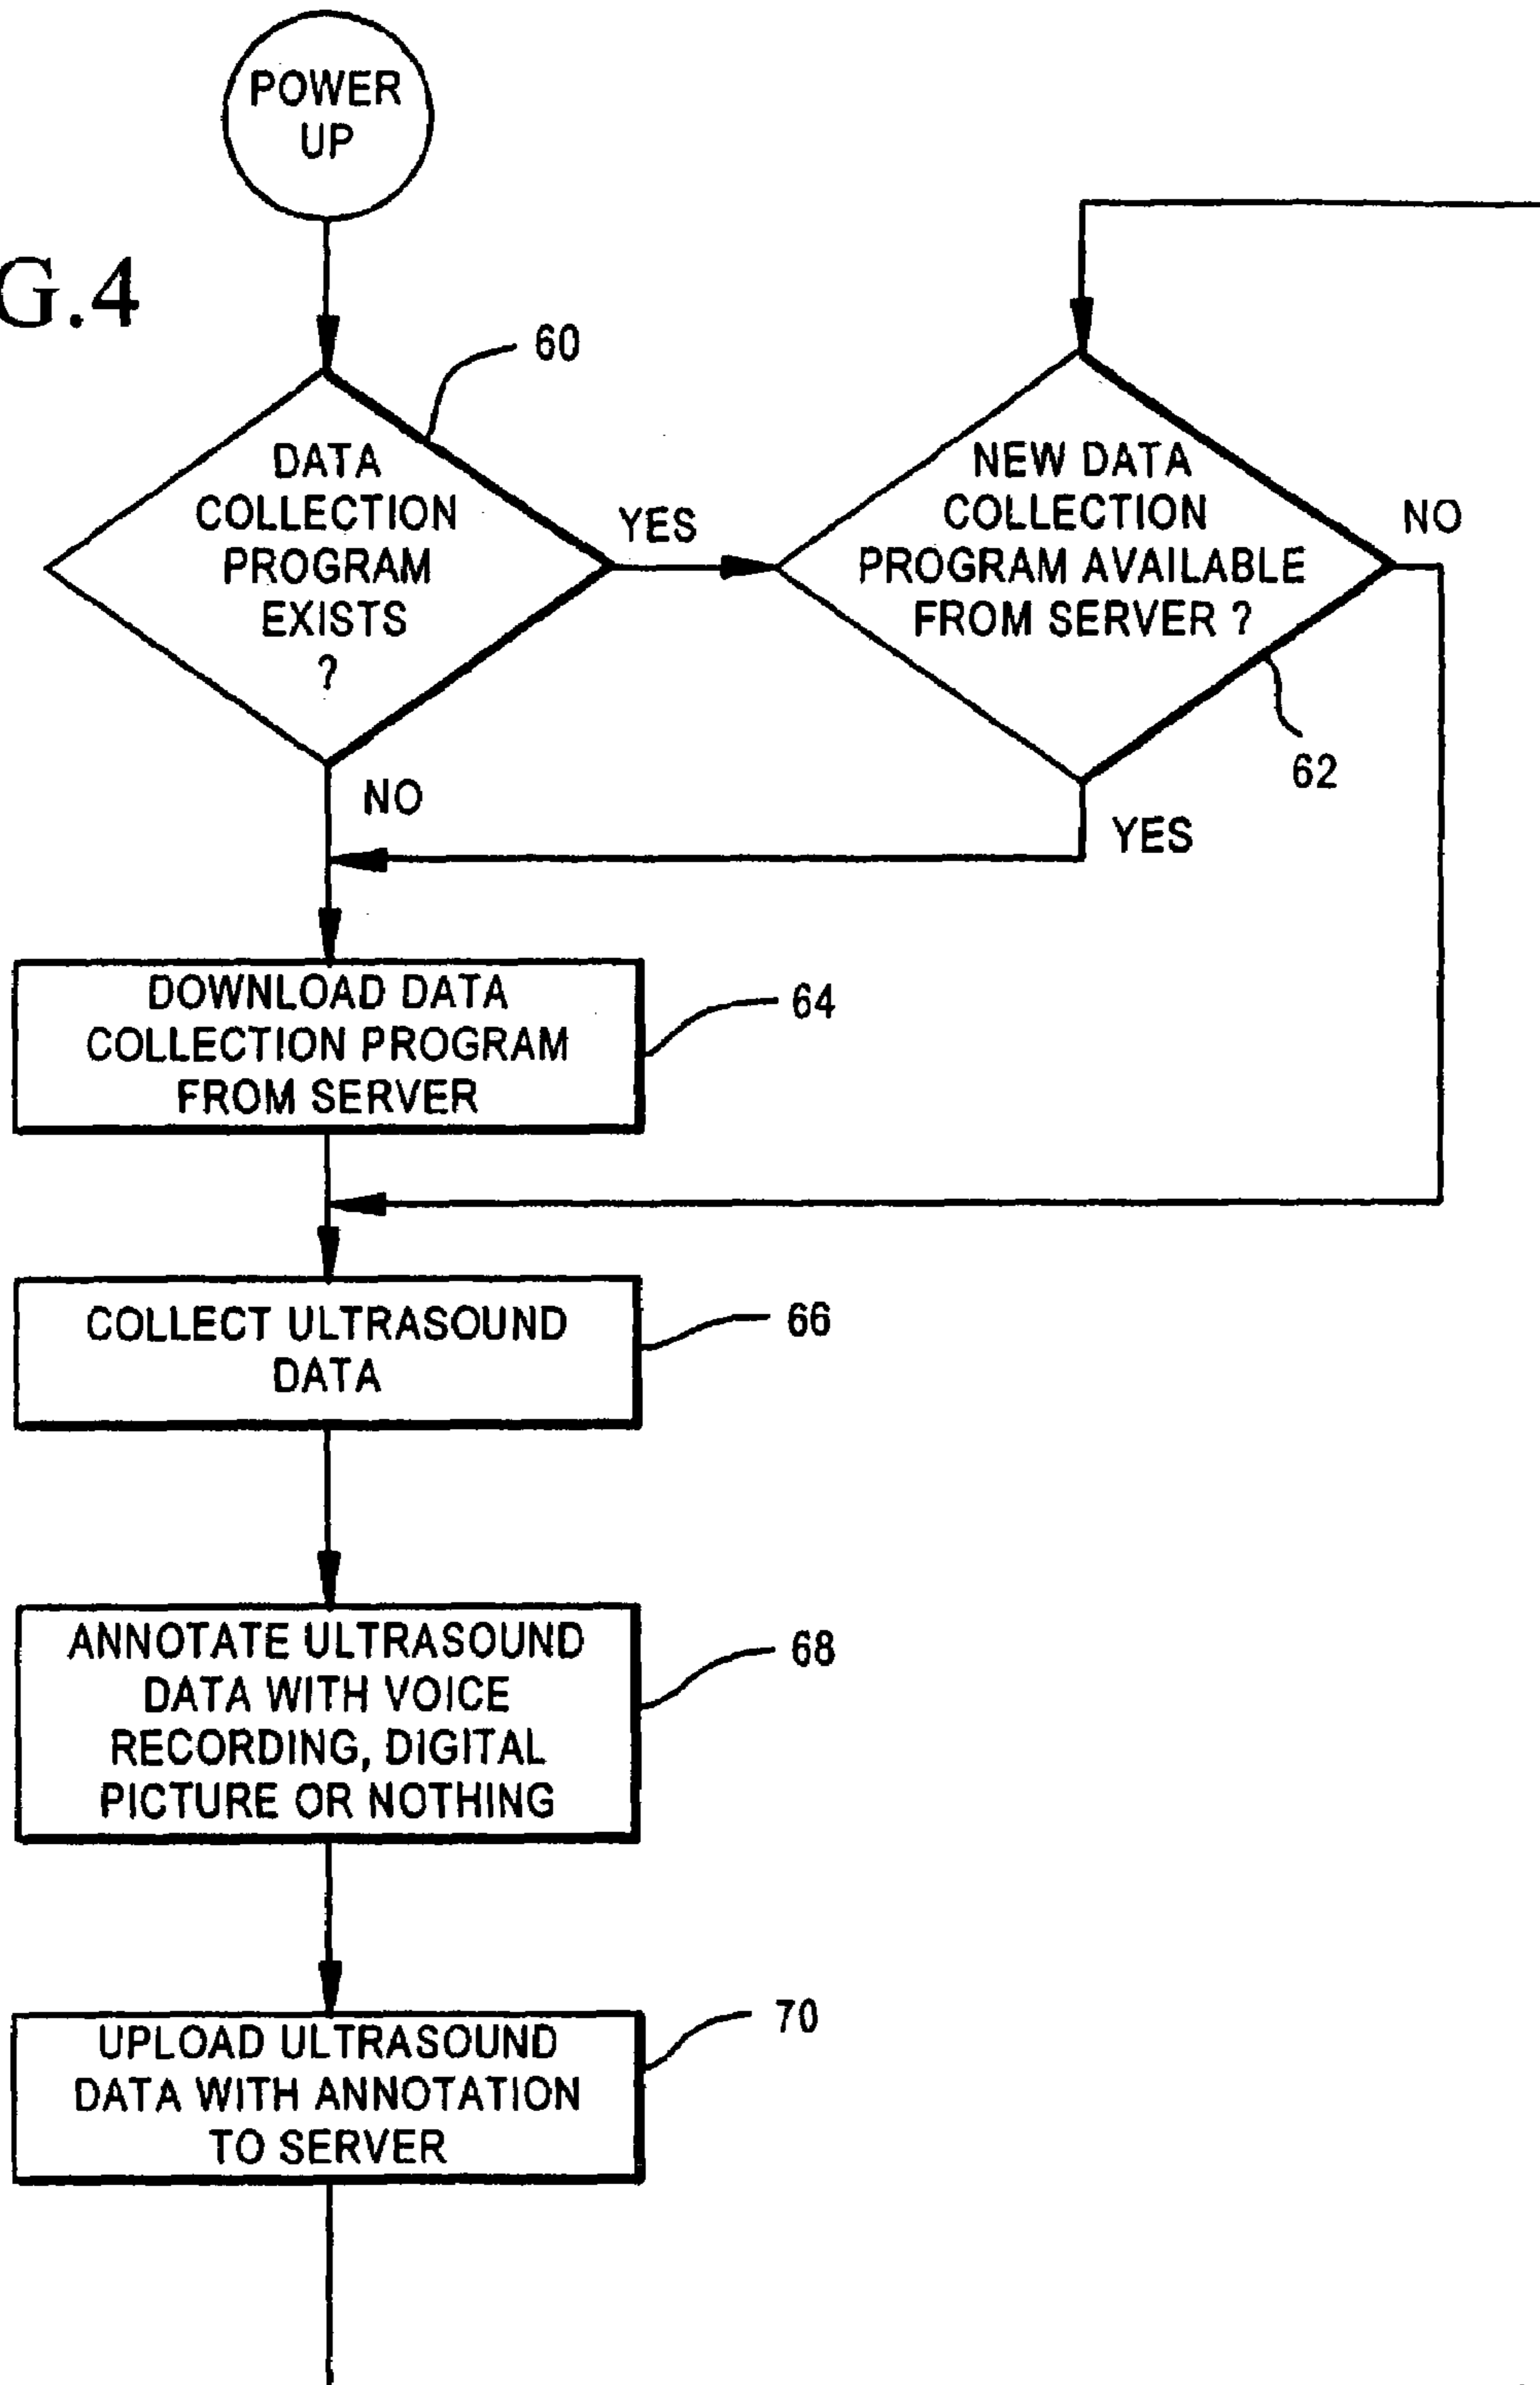 POWER
UP
G.4
60
DATA
COLLECTION
PROGRAM
EXISTS
?
YES
NEW DATA
COLLECTION
PROGRAM AVAILABLE
FROM SERVER ?
NO
62
NO
YES
DOWNLOAD DATA
COLLECTION PROGRAM
FROM SERVER
64
COLLECT ULTRASOUND
DATA
66
ANNOTATE ULTRASOUND
DATA WITH VOICE
RECORDING, DIGITAL
PICTURE OR NOTHING
68
UPLOAD ULTRASOUND
DATA WITH ANNOTATION
TO SERVER
70